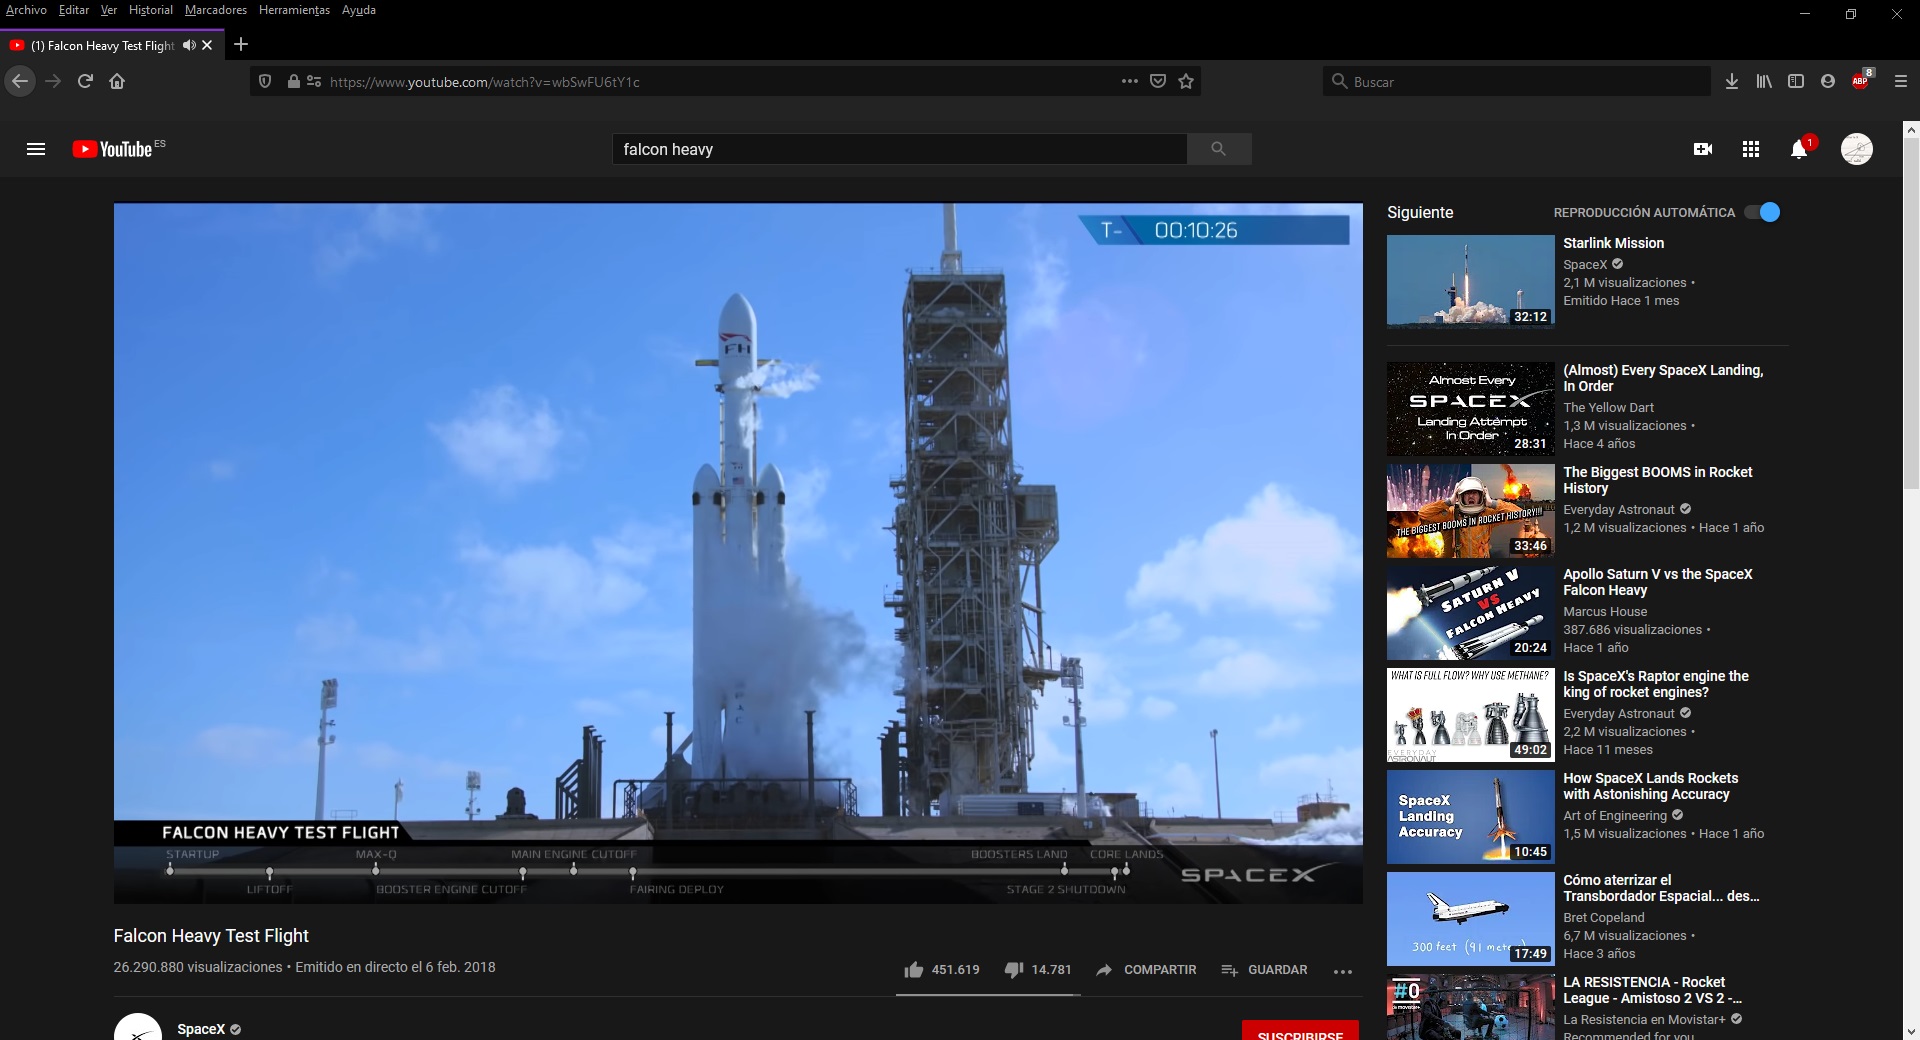 Archivo Editar Ver Historial Marcadores Herramientas Ayuda
(1) Falcon Heavy Test Flight
https://www.youtube.com/watch?v=wbSwFU6tY1c
Buscar
ABP
8
YouTube ES
falcon heavy
1
T- 00:10:26
FH
FALCON HEAVY TEST FLIGHT
STARTUP MAX-Q MAIN ENGINE CUTOFF BOOSTERS LAND CORE LANDS
LIFTOFF BOOSTER ENGINE CUTOFF FAIRING DEPLOY STAGE 2 SHUTDOWN
SPACEX
Falcon Heavy Test Flight
26.290.880 visualizaciones • Emitido en directo el 6 feb. 2018
451.619 14.781 COMPARTIR GUARDAR
SpaceX
SUSCRIBIRSE
Siguiente REPRODUCCIÓN AUTOMÁTICA
32:12
Starlink Mission
SpaceX
2,1 M visualizaciones •
Emitido Hace 1 mes
Almost Every
SPACEX
Landing Attempt
In Order
28:31
(Almost) Every SpaceX Landing,
In Order
The Yellow Dart
1,3 M visualizaciones •
Hace 4 años
THE BIGGEST BOOMS IN ROCKET HISTORY!!!
33:46
The Biggest BOOMS in Rocket
History
Everyday Astronaut
1,2 M visualizaciones • Hace 1 año
SATURN V
VS
FALCON HEAVY
20:24
Apollo Saturn V vs the SpaceX
Falcon Heavy
Marcus House
387.686 visualizaciones •
Hace 1 año
WHAT IS FULL FLOW? WHY USE METHANE?
EVERYDAY
ASTRONAUT
49:02
Is SpaceX's Raptor engine the
king of rocket engines?
Everyday Astronaut
2,2 M visualizaciones •
Hace 11 meses
SpaceX
Landing
Accuracy
10:45
How SpaceX Lands Rockets
with Astonishing Accuracy
Art of Engineering
1,5 M visualizaciones • Hace 1 año
300 feet (91 mete
17:49
Cómo aterrizar el
Transbordador Espacial... des...
Bret Copeland
6,7 M visualizaciones •
Hace 3 años
#0
LA RESISTENCIA - Rocket
League - Amistoso 2 VS 2 -...
La Resistencia en Movistar+
Recommended for you